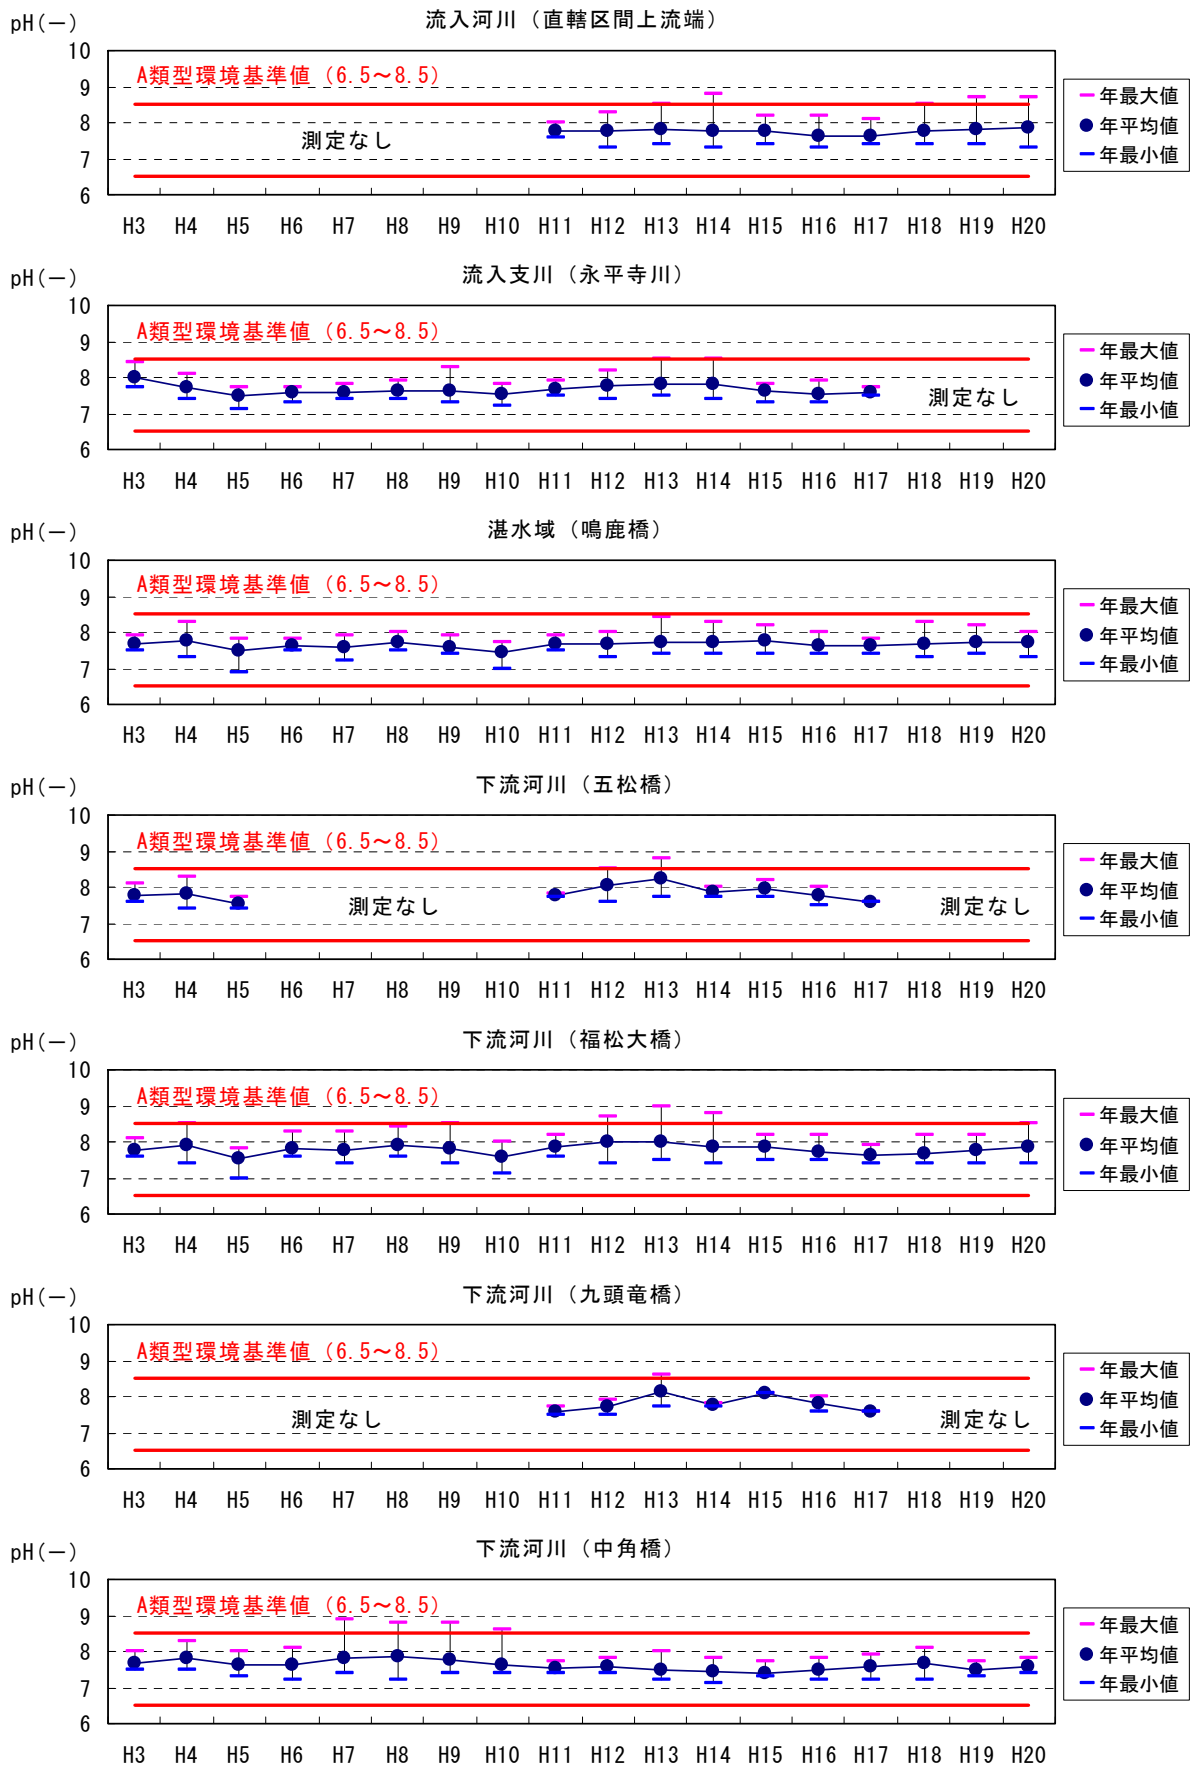 流入河川（直轄区間上流端）
pH(－)
10
9
8
7
6
A類型環境基準値（6.5～8.5）
測定なし
H3 H4 H5 H6 H7 H8 H9 H10 H11 H12 H13 H14 H15 H16 H17 H18 H19 H20
年最大値
年平均値
年最小値
流入支川（永平寺川）
pH(－)
10
9
8
7
6
A類型環境基準値（6.5～8.5）
測定なし
H3 H4 H5 H6 H7 H8 H9 H10 H11 H12 H13 H14 H15 H16 H17 H18 H19 H20
年最大値
年平均値
年最小値
湛水域（鳴鹿橋）
pH(－)
10
9
8
7
6
A類型環境基準値（6.5～8.5）
H3 H4 H5 H6 H7 H8 H9 H10 H11 H12 H13 H14 H15 H16 H17 H18 H19 H20
年最大値
年平均値
年最小値
下流河川（五松橋）
pH(－)
10
9
8
7
6
A類型環境基準値（6.5～8.5）
測定なし
測定なし
H3 H4 H5 H6 H7 H8 H9 H10 H11 H12 H13 H14 H15 H16 H17 H18 H19 H20
年最大値
年平均値
年最小値
下流河川（福松大橋）
pH(－)
10
9
8
7
6
A類型環境基準値（6.5～8.5）
H3 H4 H5 H6 H7 H8 H9 H10 H11 H12 H13 H14 H15 H16 H17 H18 H19 H20
年最大値
年平均値
年最小値
下流河川（九頭竜橋）
pH(－)
10
9
8
7
6
A類型環境基準値（6.5～8.5）
測定なし
測定なし
H3 H4 H5 H6 H7 H8 H9 H10 H11 H12 H13 H14 H15 H16 H17 H18 H19 H20
年最大値
年平均値
年最小値
下流河川（中角橋）
pH(－)
10
9
8
7
6
A類型環境基準値（6.5～8.5）
H3 H4 H5 H6 H7 H8 H9 H10 H11 H12 H13 H14 H15 H16 H17 H18 H19 H20
年最大値
年平均値
年最小値